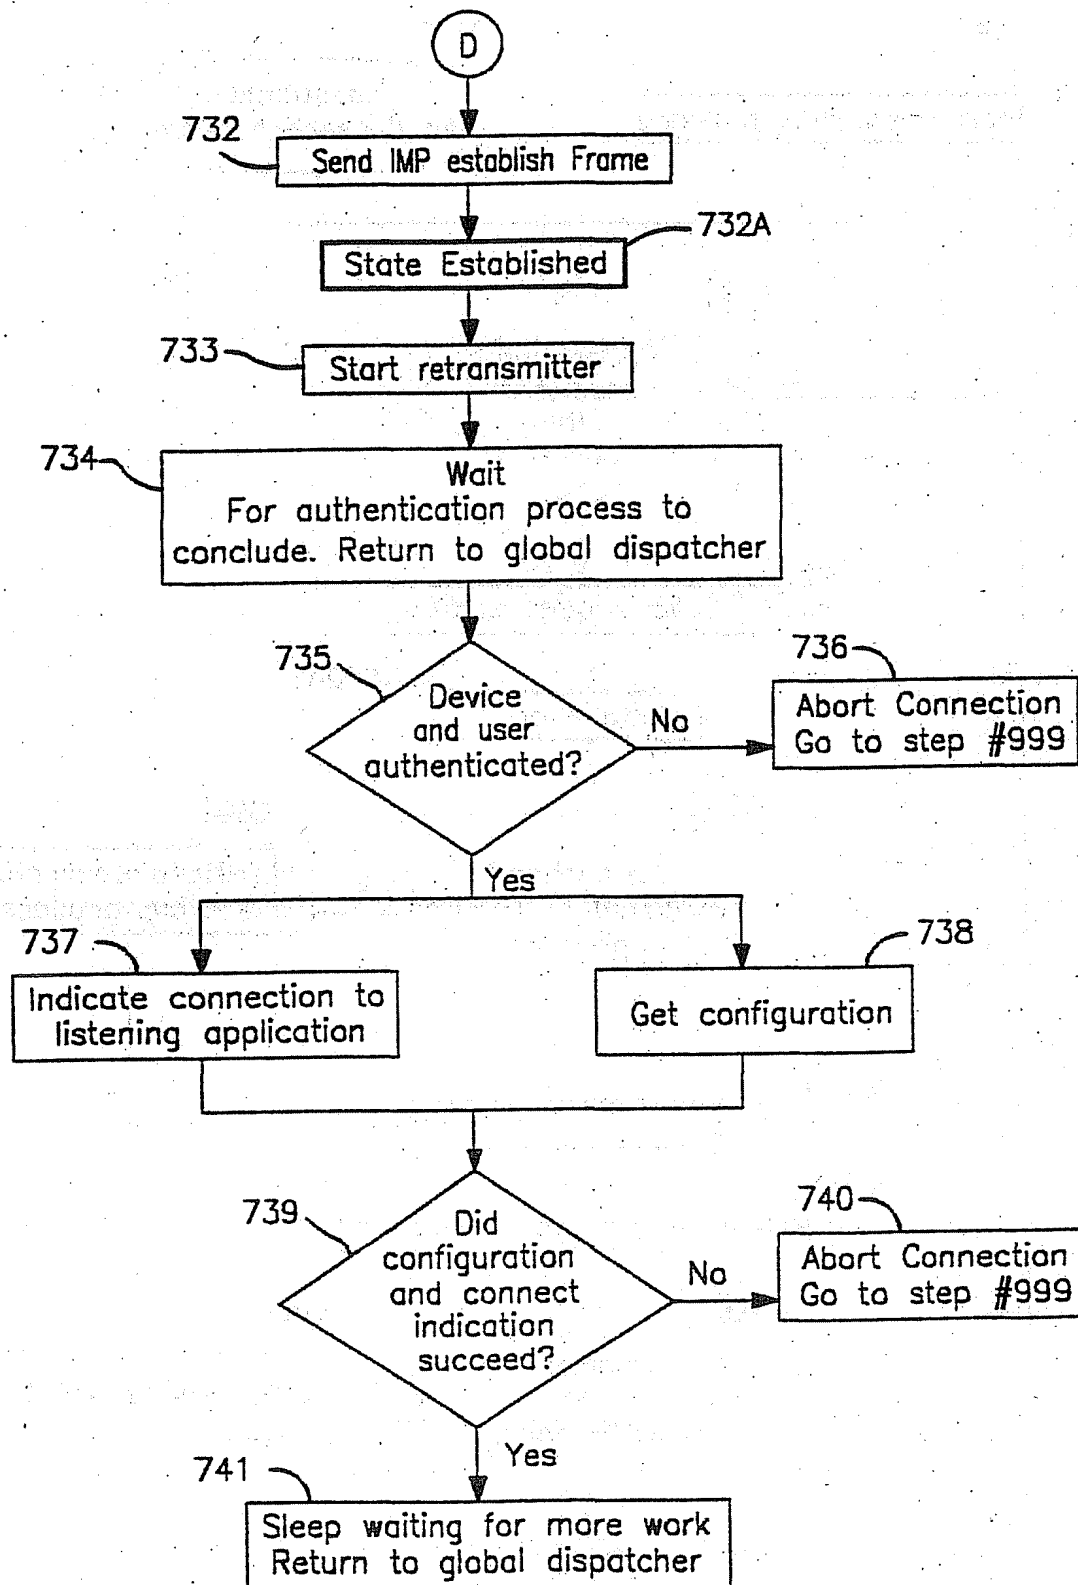 D
732
Send IMP establish Frame
732A
State Established
733
Start retransmitter
734
Wait
For authentication process to
conclude. Return to global dispatcher
735
Device
and user
authenticated?
No
736
Abort Connection
Go to step #999
Yes
737
Indicate connection to
listening application
738
Get configuration
739
Did
configuration
and connect
indication
succeed?
No
740
Abort Connection
Go to step #999
Yes
741
Sleep waiting for more work
Return to global dispatcher